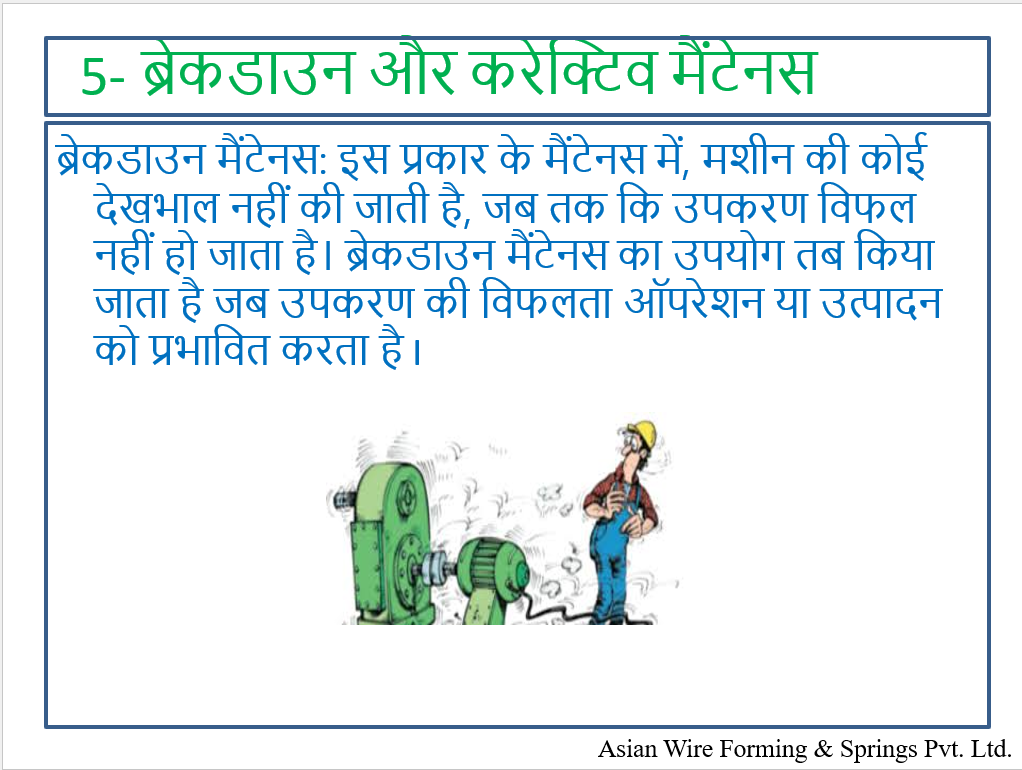 5- ब्रेकडाउन और करेक्टिव मैंटेनस
ब्रेकडाउन मैंटेनस: इस प्रकार के मैंटेनस में, मशीन की कोई
देखभाल नहीं की जाती है, जब तक कि उपकरण विफल
नहीं हो जाता है। ब्रेकडाउन मैंटेनस का उपयोग तब किया
जाता है जब उपकरण की विफलता ऑपरेशन या उत्पादन
को प्रभावित करता है।
Asian Wire Forming & Springs Pvt. Ltd.